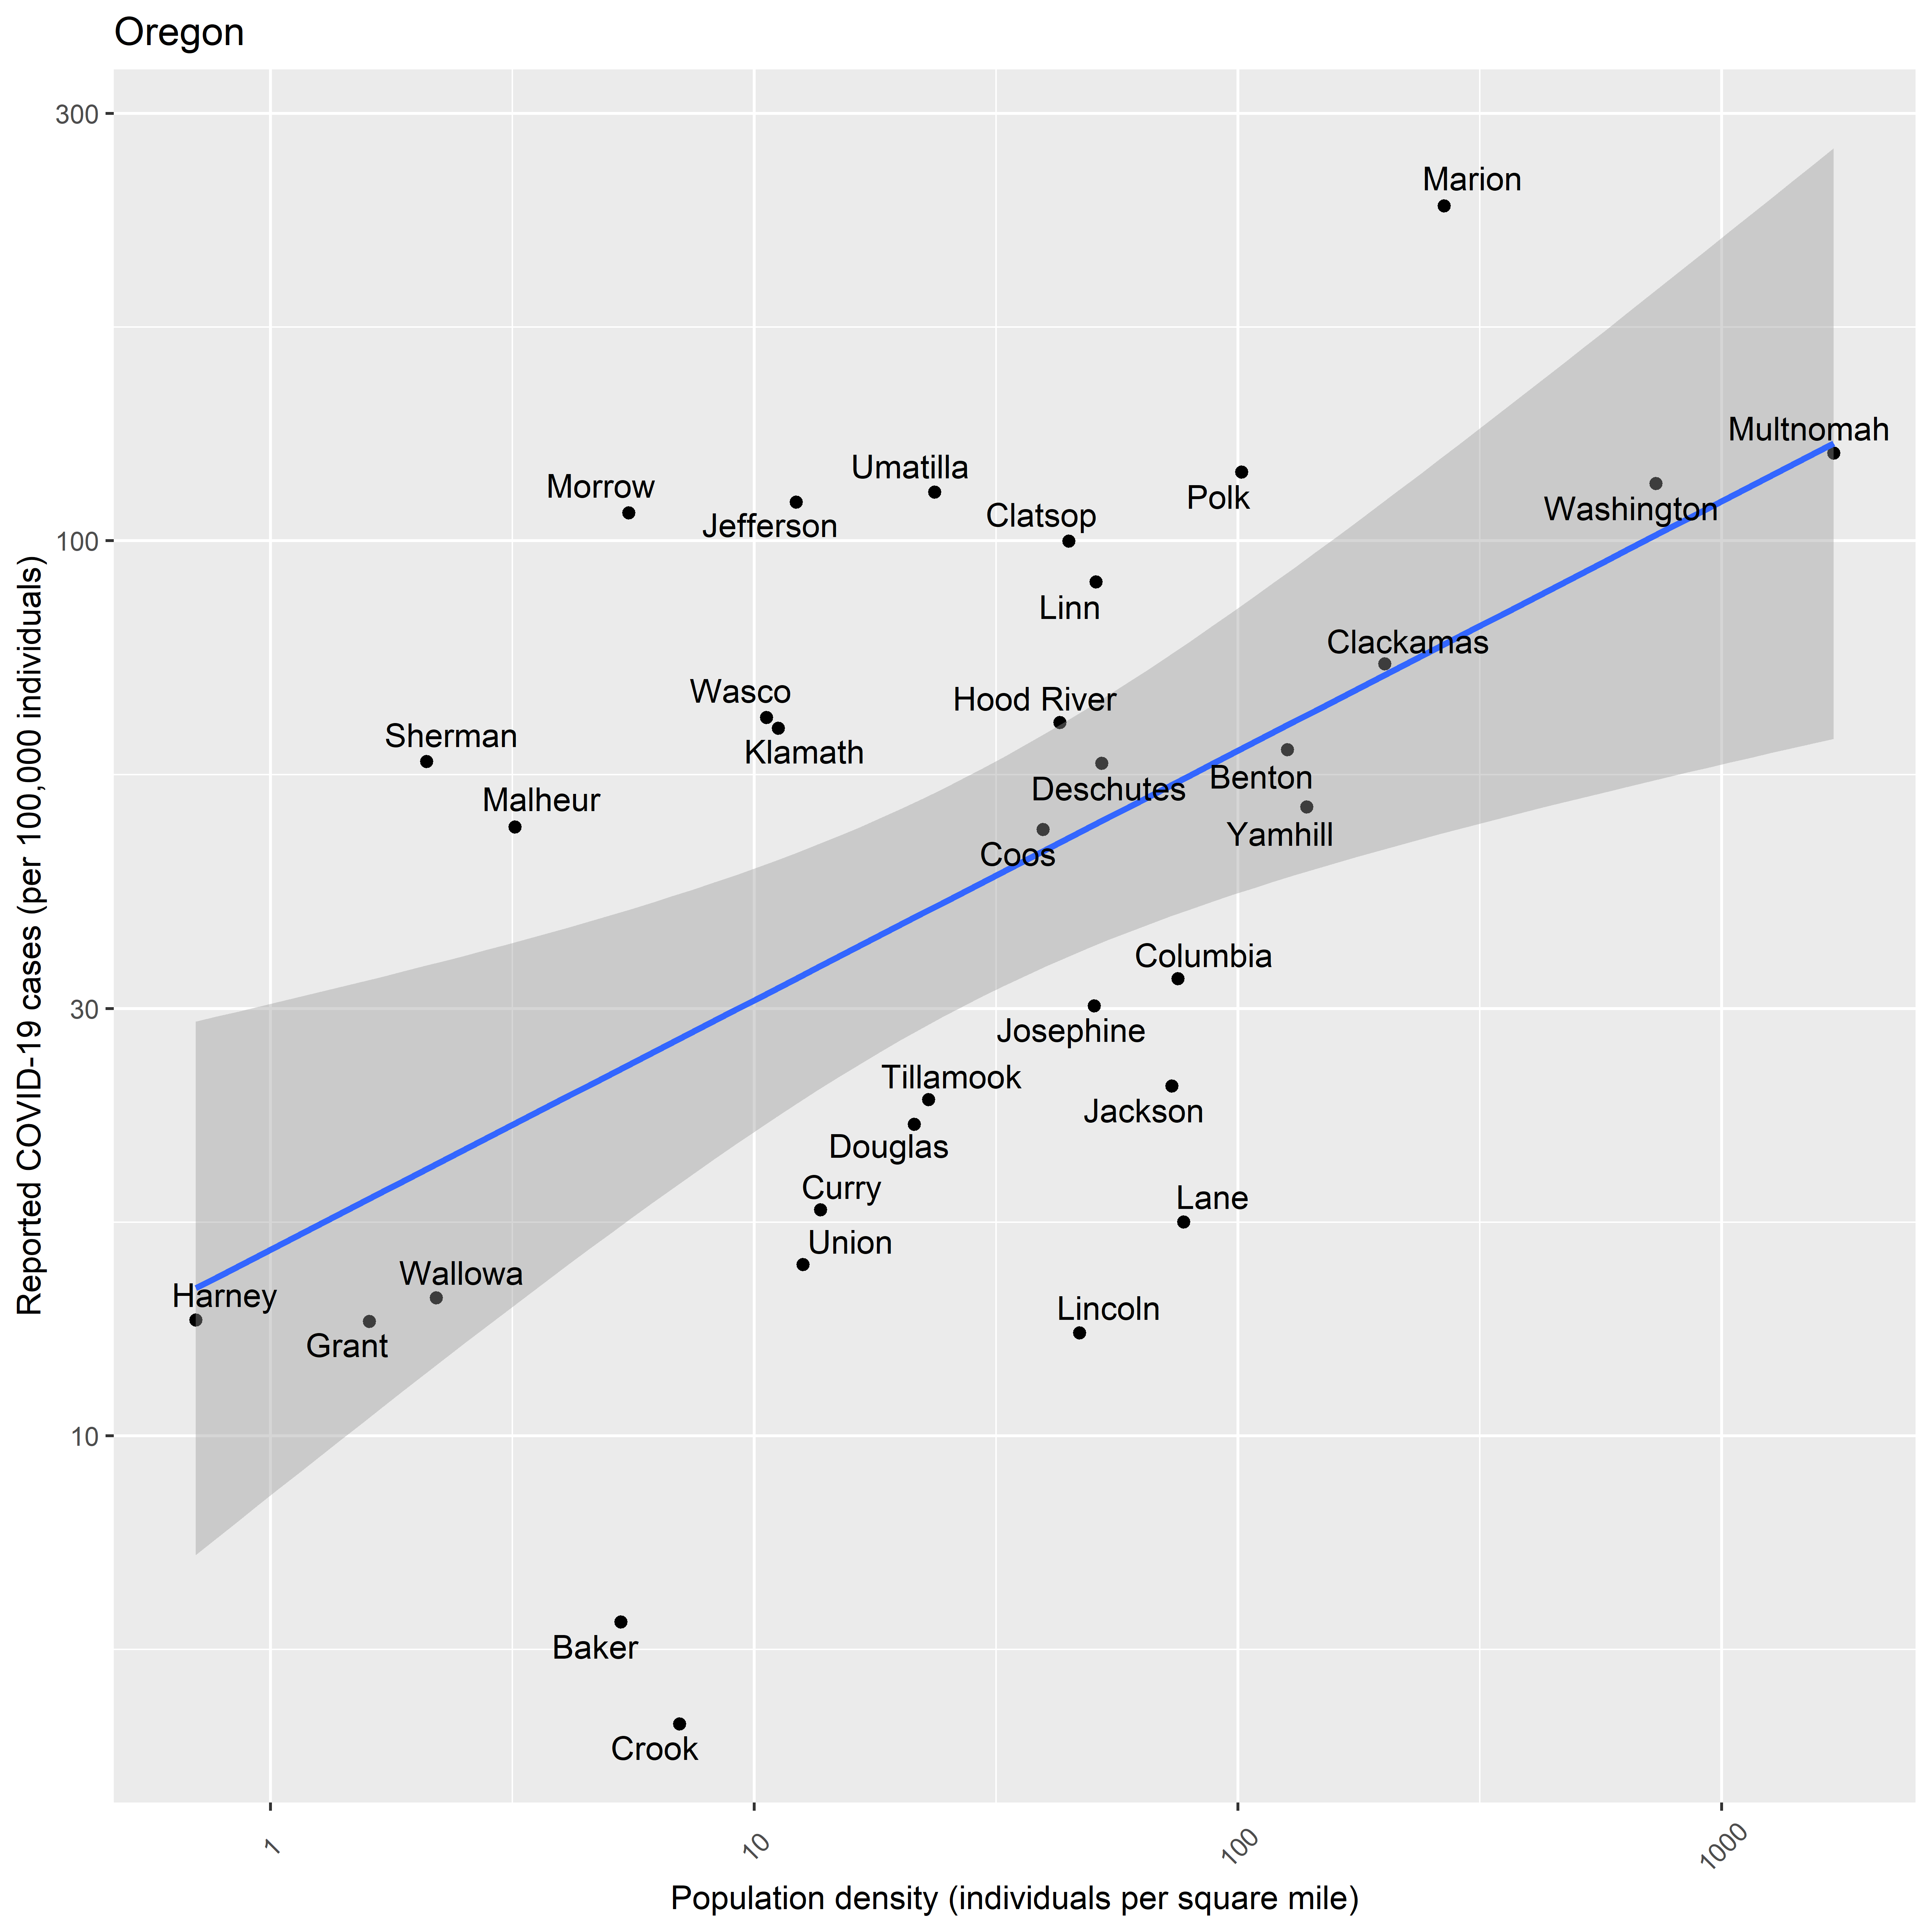 Oregon
300
100
30
10
Reported COVID-19 cases (per 100,000 individuals)
Marion
Multnomah
Umatilla
Morrow
Polk
Washington
Clatsop
Jefferson
Linn
Clackamas
Wasco
Hood River
Sherman
Klamath
Benton
Deschutes
Malheur
Yamhill
Coos
Columbia
Josephine
Tillamook
Jackson
Douglas
Curry
Lane
Union
Wallowa
Harney
Lincoln
Grant
Baker
Crook
1
10
100
1000
Population density (individuals per square mile)